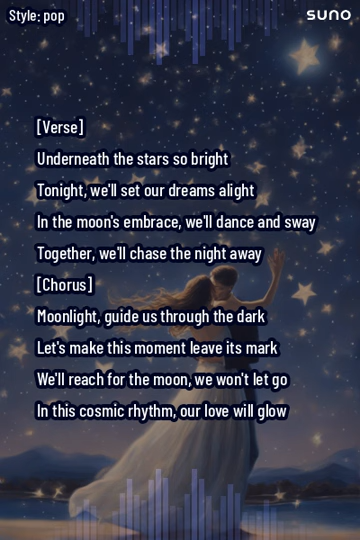 Style: pop
suno
[Verse]
Underneath the stars so bright
Tonight, we'll set our dreams alight
In the moon's embrace, we'll dance and sway
Together, we'll chase the night away
[Chorus]
Moonlight, guide us through the dark
Let's make this moment leave its mark
We'll reach for the moon, we won't let go
In this cosmic rhythm, our love will glow